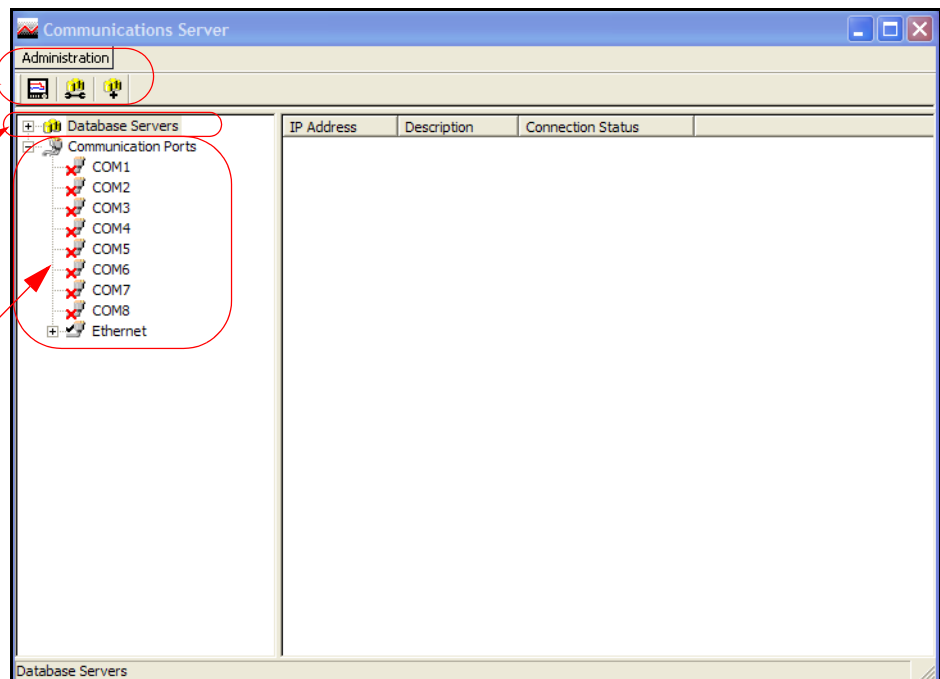 Communications Server
Administration
Database Servers
IP Address Description Connection Status
Communication Ports
COM1
COM2
COM3
COM4
COM5
COM6
COM7
COM8
Ethernet
Database Servers